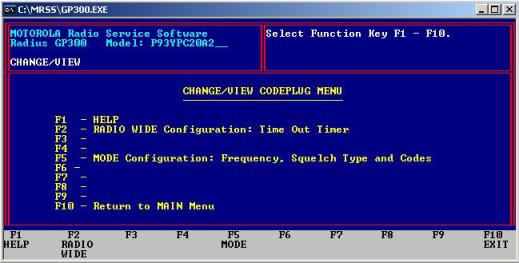 C:\MRSS\GP300.EXE
MOTOROLA Radio Service Software
Radius GP300   Model: P93YPC20A2__
CHANGE/VIEW
Select Function Key F1 - F10.
CHANGE/VIEW CODEPLUG MENU
F1  - HELP
F2  - RADIO WIDE Configuration: Time Out Timer
F3  -
F4  -
F5  - MODE Configuration: Frequency, Squelch Type and Codes
F6  -
F7  -
F8  -
F9  -
F10 - Return to MAIN Menu
F1 F2 F3 F4 F5 F6 F7 F8 F9 F10
HELP RADIO MODE EXIT
WIDE